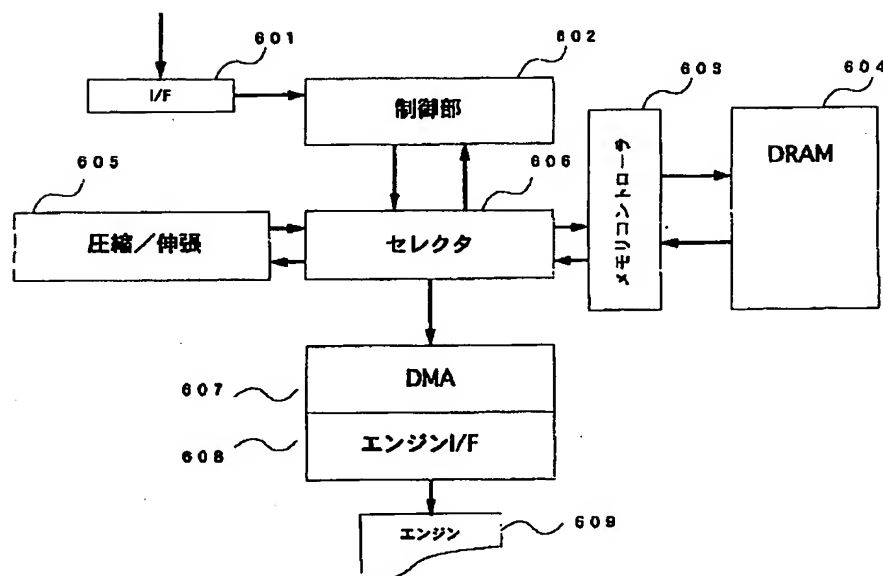 601
602
I/F
制御部
603
604
メモリコントローラ
DRAM
605
606
圧縮／伸張
セレクタ
607
DMA
608
エンジンI/F
エンジン
609